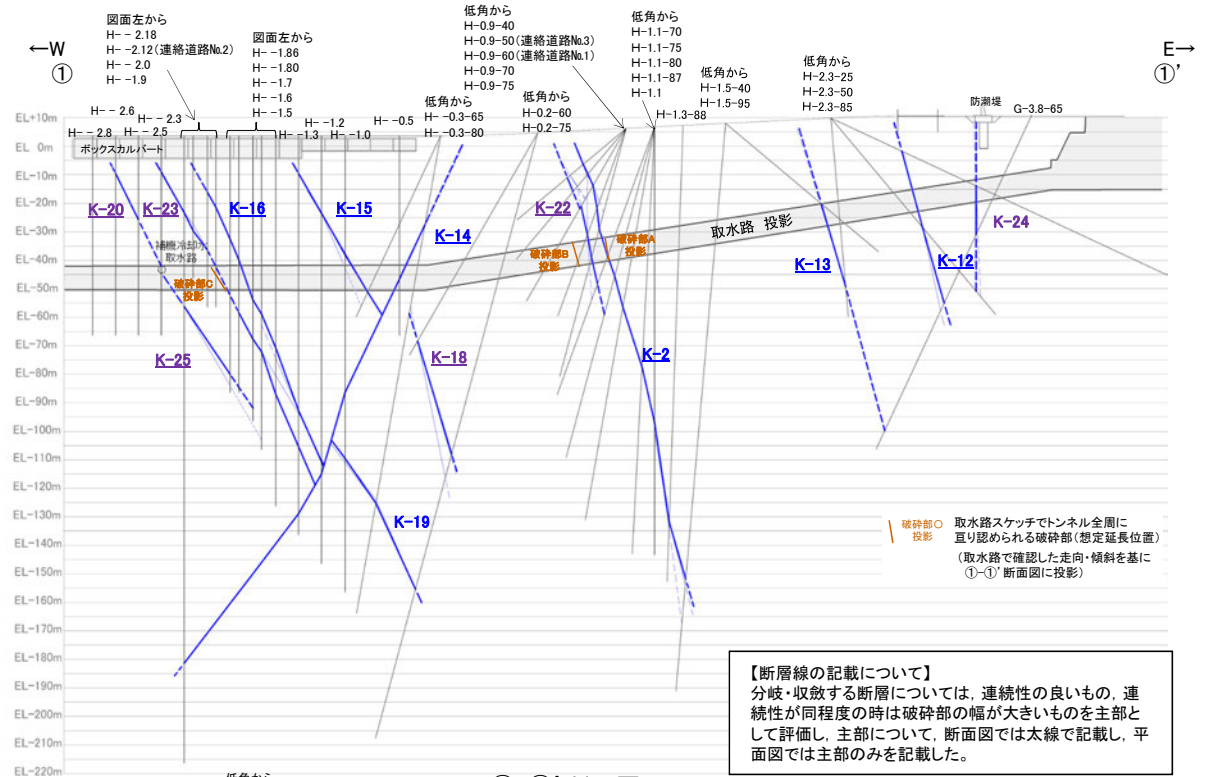 ←W
①
E→
①’
図面左から
H-－2.18
H-－2.12(連絡道路No.2)
H-－2.0
H-－1.9
図面左から
H-－1.86
H-－1.80
H-－1.7
H-－1.6
H-－1.5
低角から
H-0.9-40
H-0.9-50(連絡道路No.3)
H-0.9-60(連絡道路No.1)
H-0.9-70
H-0.9-75
低角から
H-1.1-70
H-1.1-75
H-1.1-80
H-1.1-87
H-1.1
低角から
H-1.5-40
H-1.5-95
低角から
H-2.3-25
H-2.3-50
H-2.3-85
低角から
H-－0.3-65
H-－0.3-80
低角から
H-0.2-60
H-0.2-75
H-1.3-88
防潮堤
G-3.8-65
H-－2.8
H-－2.6
H-－2.5
H-－2.3
H-－1.3
H-－1.2
H-－1.0
H-－0.5
ボックスカルバート
EL+10m
EL 0m
EL-10m
EL-20m
EL-30m
EL-40m
EL-50m
EL-60m
EL-70m
EL-80m
EL-90m
EL-100m
EL-110m
EL-120m
EL-130m
EL-140m
EL-150m
EL-160m
EL-170m
EL-180m
EL-190m
EL-200m
EL-210m
EL-220m
K-20
K-23
K-16
K-15
K-14
K-22
K-24
K-12
K-13
K-2
K-18
K-25
K-19
補機冷却水
取水路
破砕部C
投影
破砕部B
投影
破砕部A
投影
取水路 投影
破砕部○
投影
取水路スケッチでトンネル全周に
亘り認められる破砕部(想定延長位置)
(取水路で確認した走向・傾斜を基に
①-①’断面図に投影)
【断層線の記載について】
分岐・収斂する断層については，連続性の良いもの，連
続性が同程度の時は破砕部の幅が大きいものを主部と
して評価し，主部について，断面図では太線で記載し，平
面図では主部のみを記載した。
低角から